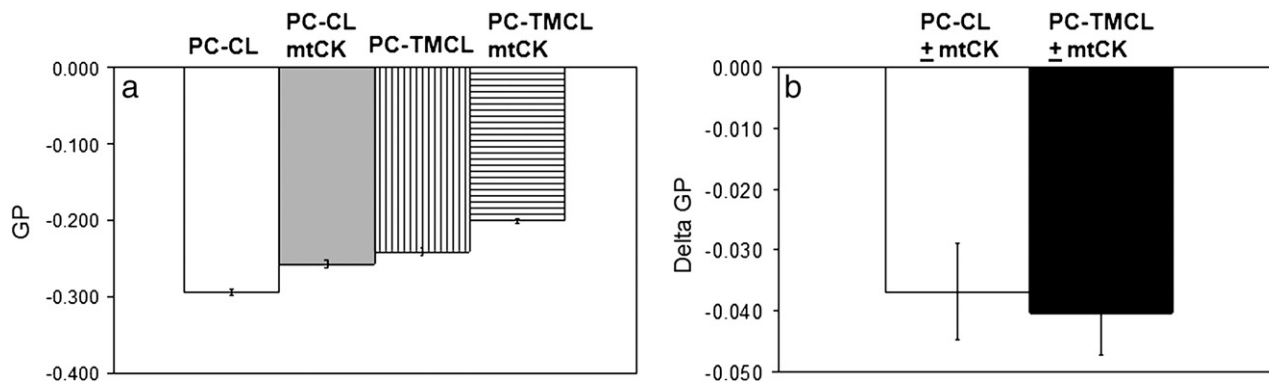 PC-CL
PC-CL
mtCK
PC-TMCL
PC-TMCL
mtCK
a
0.000
-0.100
-0.200
-0.300
-0.400
GP
PC-CL
± mtCK
PC-TMCL
± mtCK
b
0.000
-0.010
-0.020
-0.030
-0.040
-0.050
Delta GP